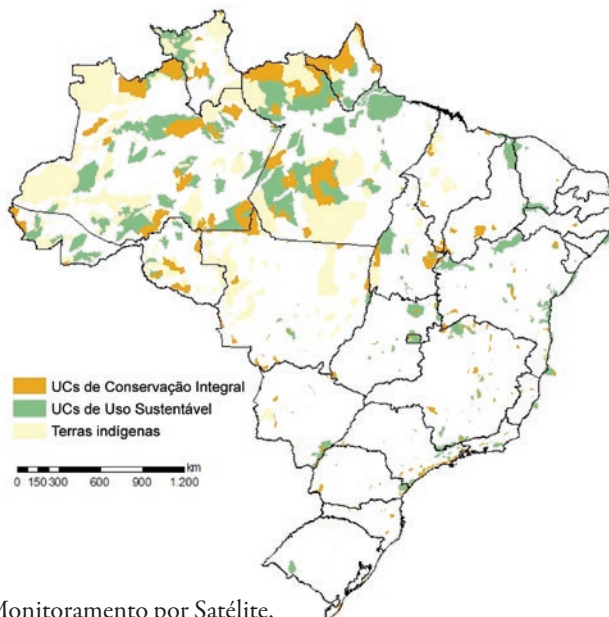 UCs de Conservação Integral
UCs de Uso Sustentável
Terras indígenas
km
0 150 300 600 900 1.200
Monitoramento por Satélite.